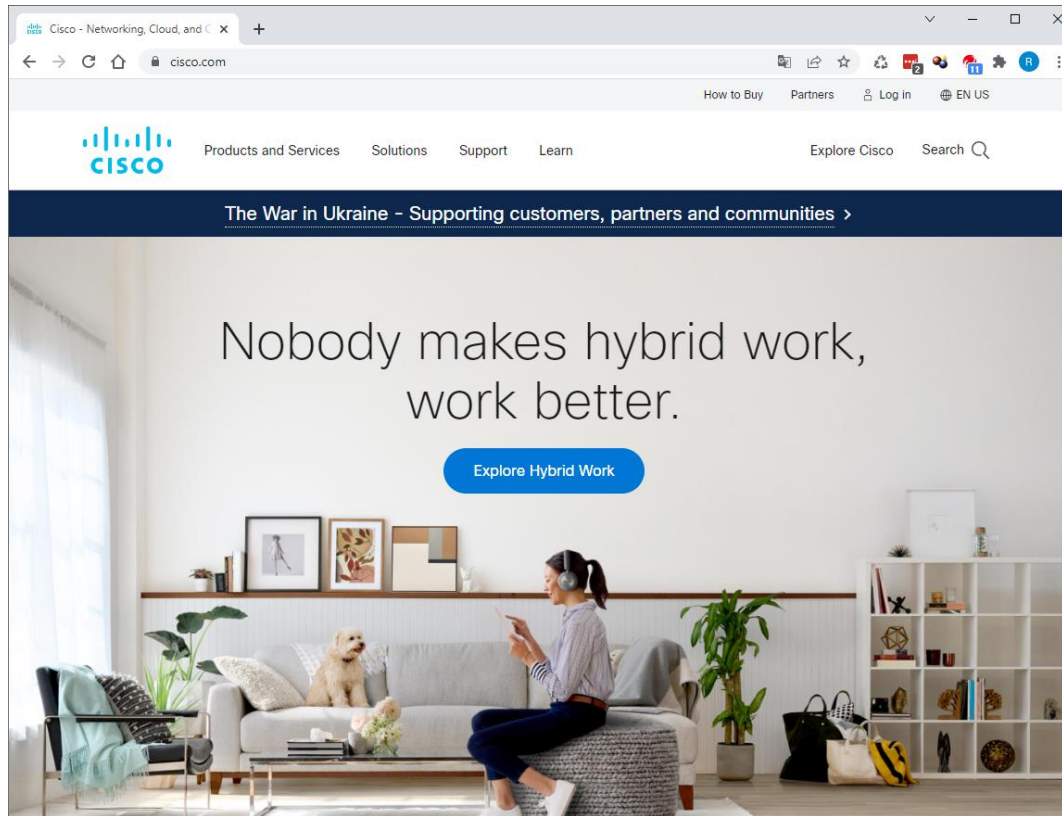 Cisco - Networking, Cloud, and C
cisco.com
2
11
R
How to Buy Partners Log in EN US
CISCO
Products and Services Solutions Support Learn Explore Cisco Search
The War in Ukraine - Supporting customers, partners and communities >
Nobody makes hybrid work,
work better.
Explore Hybrid Work